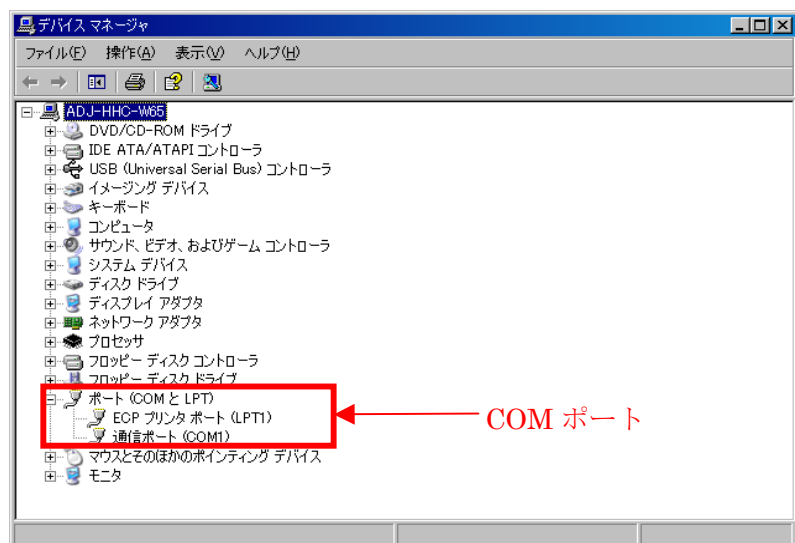 デバイス マネージャ
ファイル(F) 操作(A) 表示(V) ヘルプ(H)
ADJ-HHC-W65
DVD/CD-ROM ドライブ
IDE ATA/ATAPI コントローラ
USB (Universal Serial Bus) コントローラ
イメージング デバイス
キーボード
コンピュータ
サウンド、ビデオ、およびゲーム コントローラ
システム デバイス
ディスク ドライブ
ディスプレイ アダプタ
ネットワーク アダプタ
プロセッサ
フロッピー ディスク コントローラ
フロッピー ディスク ドライブ
ポート (COM と LPT)
ECP プリンタ ポート (LPT1)
COM ポート
通信ポート (COM1)
マウスとそのほかのポインティング デバイス
モニタ